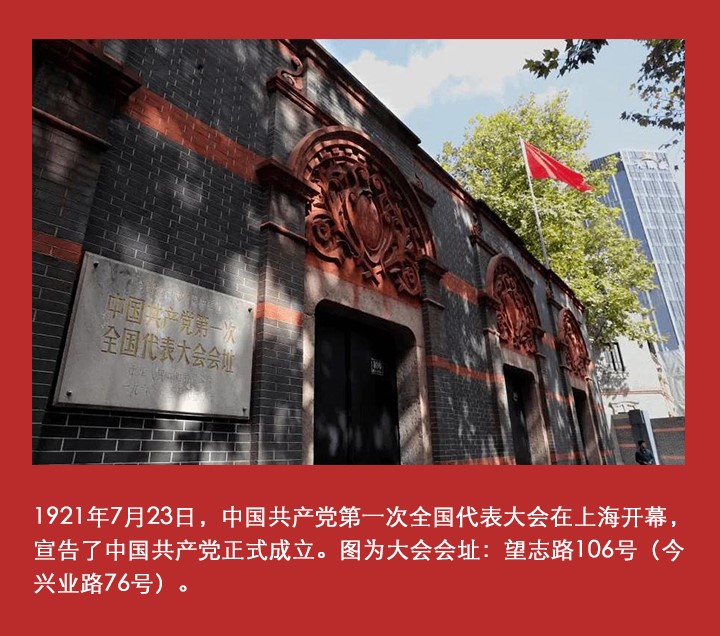 中国共产党第一次
全国代表大会会址
1921年7月23日，中国共产党第一次全国代表大会在上海开幕，
宣告了中国共产党正式成立。图为大会会址：望志路106号（今
兴业路76号）。